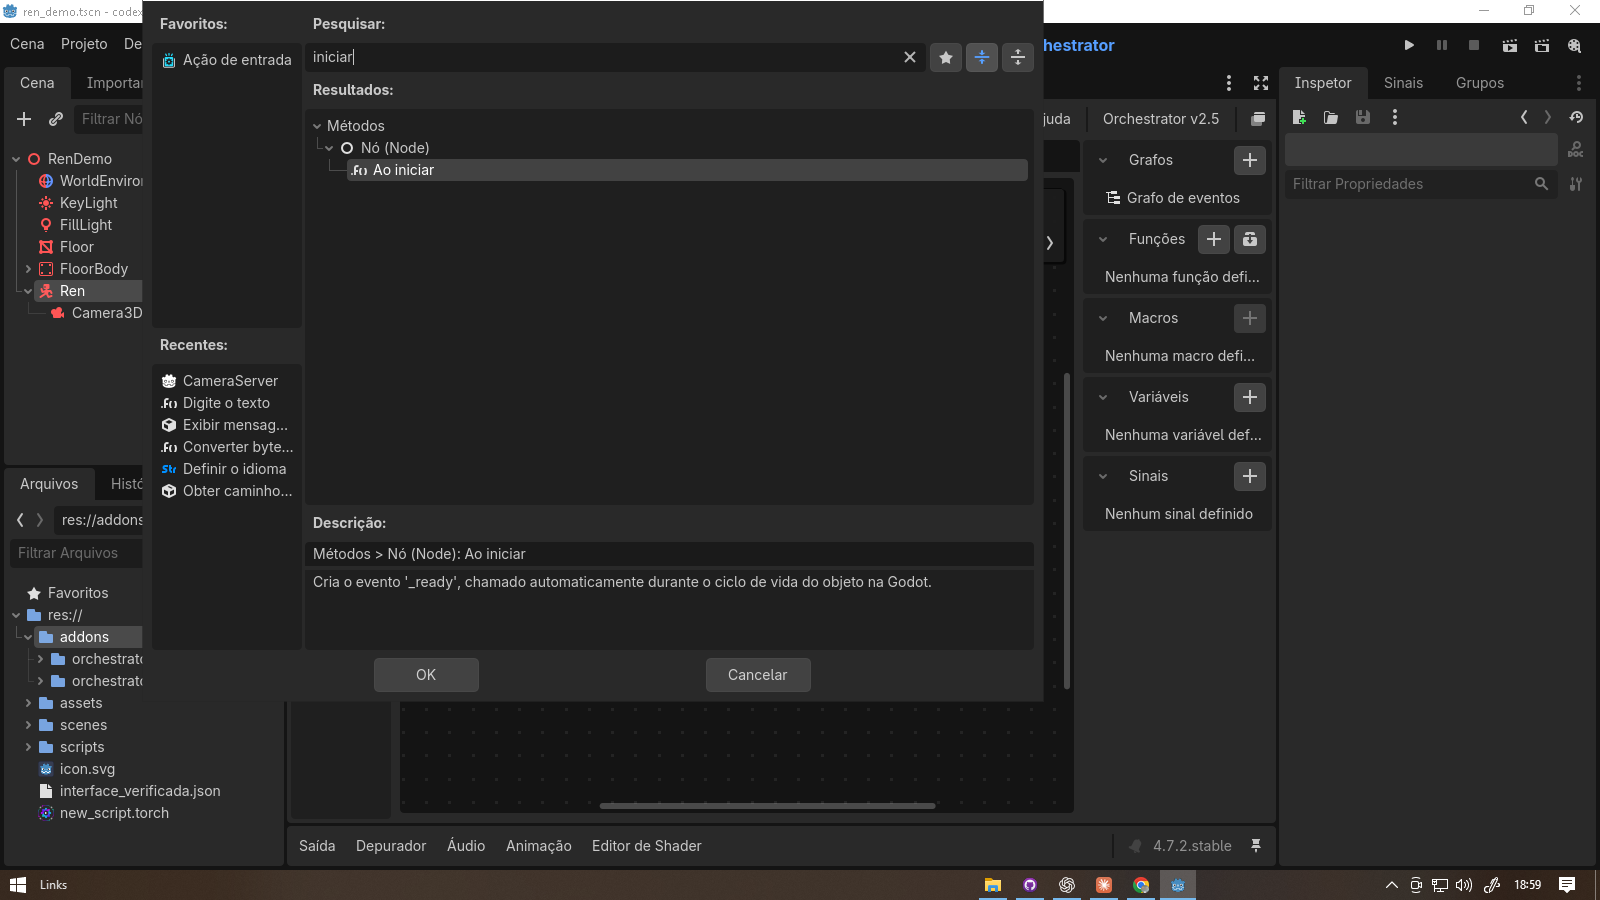 ren_demo.tscn - codex
Cena
Projeto
De
Orchestrator v2.5
Cena
Importar
Filtrar Nó
RenDemo
WorldEnviror
KeyLight
FillLight
Floor
FloorBody
Ren
Camera3D
Favoritos:
Ação de entrada
Recentes:
CameraServer
Digite o texto
Exibir mensag...
Converter byte...
Definir o idioma
Obter caminho...
Pesquisar:
iniciar
Resultados:
Métodos
Nó (Node)
Ao iniciar
Descrição:
Métodos > Nó (Node): Ao iniciar
Cria o evento '_ready', chamado automaticamente durante o ciclo de vida do objeto na Godot.
OK
Cancelar
hestrator
juda
Grafos
Grafo de eventos
Funções
Nenhuma função defi...
Macros
Nenhuma macro defi...
Variáveis
Nenhuma variável def...
Sinais
Nenhum sinal definido
Inspetor
Sinais
Grupos
Filtrar Propriedades
DOC
Arquivos
Histó
res://addons
Filtrar Arquivos
Favoritos
res://
addons
orchestrato
orchestrato
assets
scenes
scripts
icon.svg
interface_verificada.json
new_script.torch
Saída
Depurador
Áudio
Animação
Editor de Shader
4.7.2.stable
Links
18:59